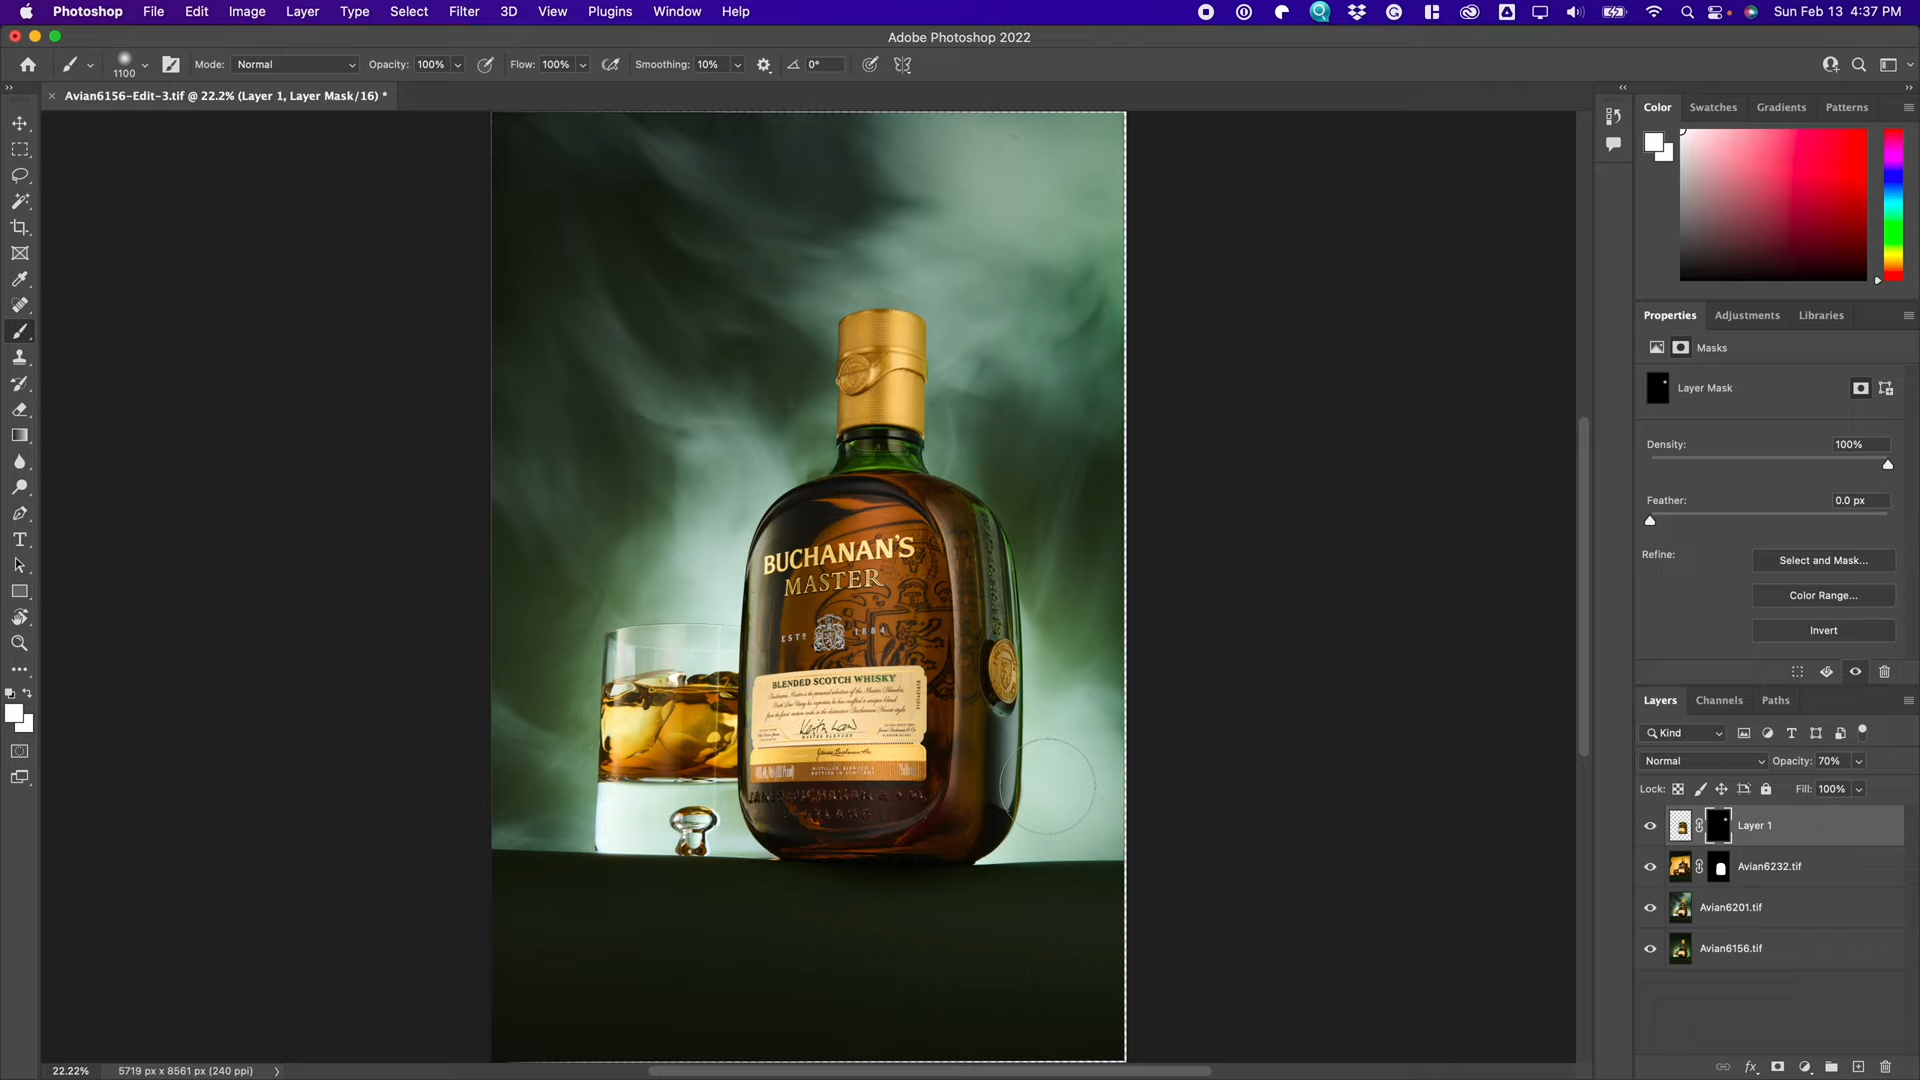 Photoshop File Edit Image Layer Type Select Filter 3D View Plugins Window Help Sun Feb 13 4:37 PM
Adobe Photoshop 2022
1100 Mode: Normal Opacity: 100% Flow: 100% Smoothing: 10% 0°
Avian6156-Edit-3.tif @ 22.2% (Layer 1, Layer Mask/16) *
Color Swatches Gradients Patterns
Properties Adjustments Libraries
Masks
Layer Mask
Density: 100%
Feather: 0.0 px
Refine:
Select and Mask...
Color Range...
Invert
Layers Channels Paths
Kind
Normal Opacity: 70%
Lock: Fill: 100%
Layer 1
Avian6232.tif
Avian6201.tif
Avian6156.tif
BUCHANAN'S
MASTER
ESTD 1884
BLENDED SCOTCH WHISKY
Keith Law
MASTER BLENDER
22.22% 5719 px x 8561 px (240 ppi)